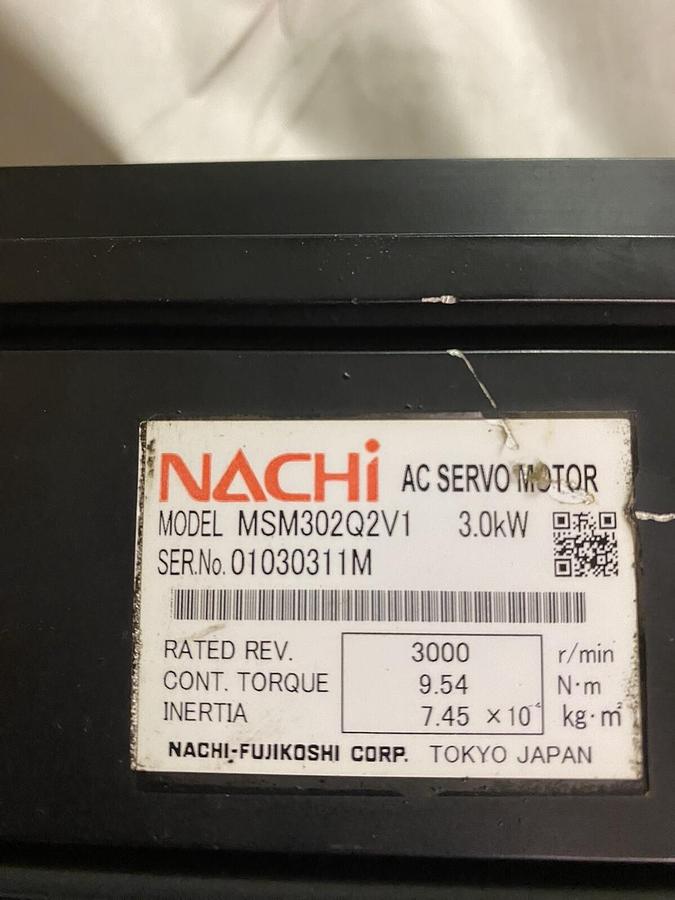 NACHi AC SERVO MOTOR
MODEL MSM302Q2V1 3.0kW
SER.No. 01030311M
RATED REV. 3000 r/min
CONT. TORQUE 9.54 N·m
INERTIA 7.45 ×10⁻⁴ kg·m²
NACHI-FUJIKOSHI CORP. TOKYO JAPAN